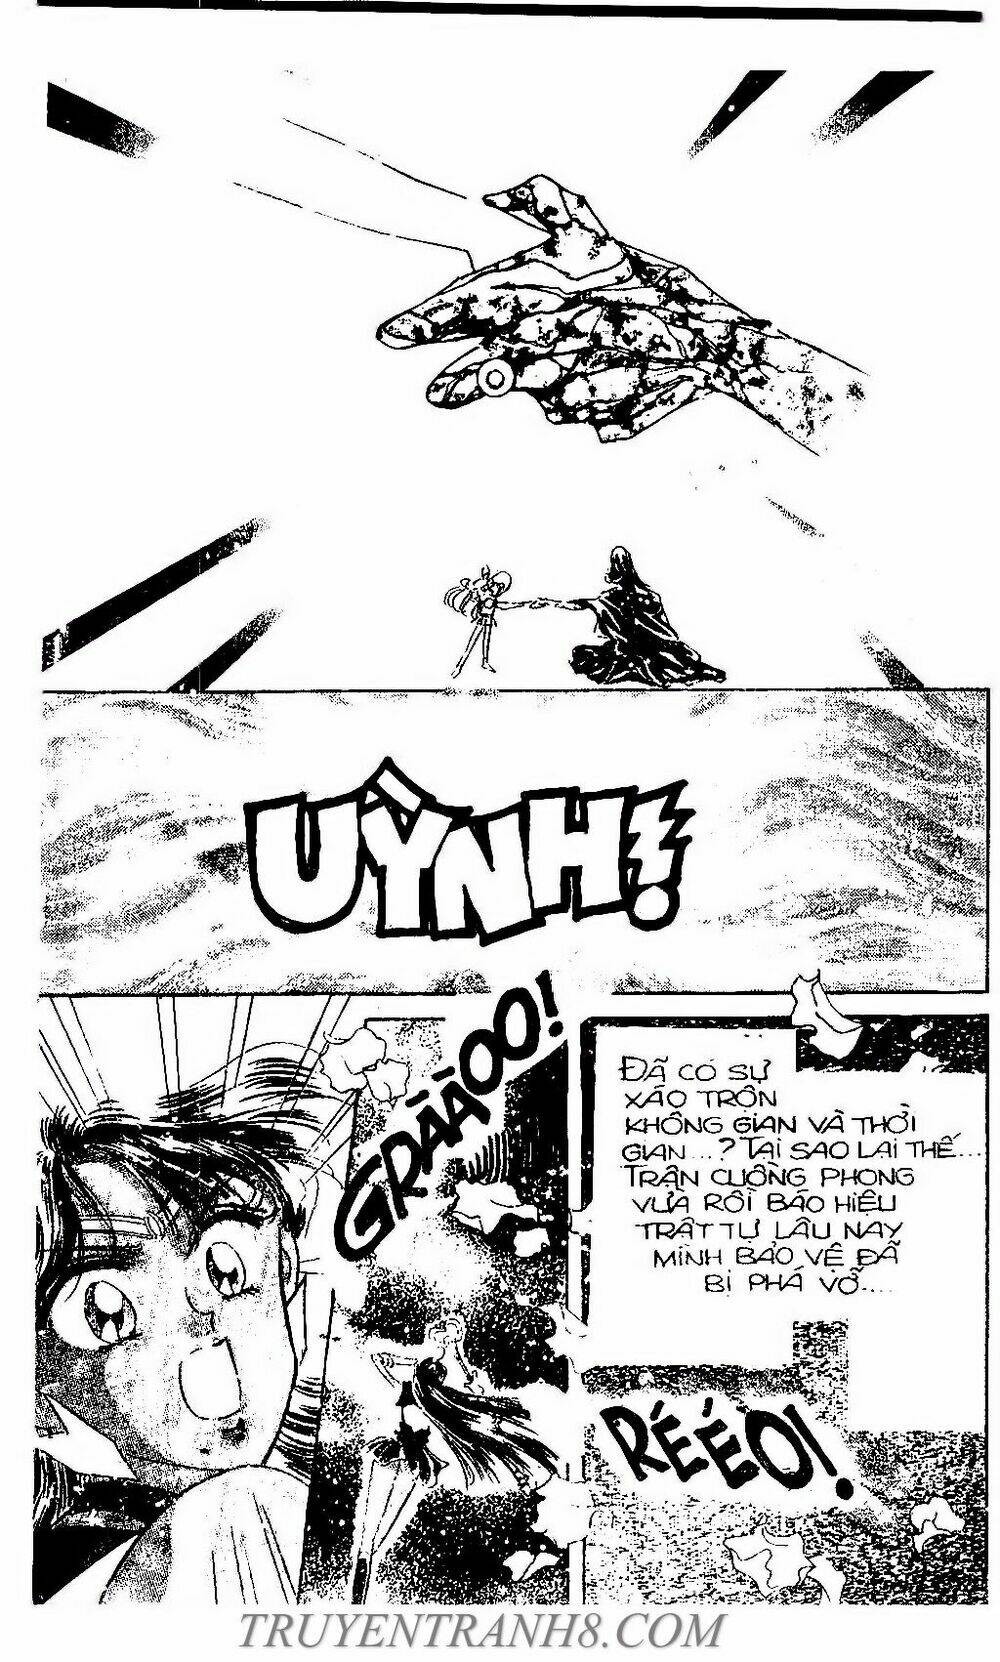 UỲNH!
GRÀÀOO!
ĐÃ CÓ SỰ
XÁO TRỘN
KHÔNG GIAN VÀ THỜI
GIAN...? TẠI SAO LẠI THẾ...
TRẬN CUỒNG PHONG
VỪA RỒI BÁO HIỆU
TRẬT TỰ LÂU NAY
MÌNH BẢO VỆ ĐÃ
BỊ PHÁ VỠ....
RÉÉO!
TRUYENTRANH8.COM